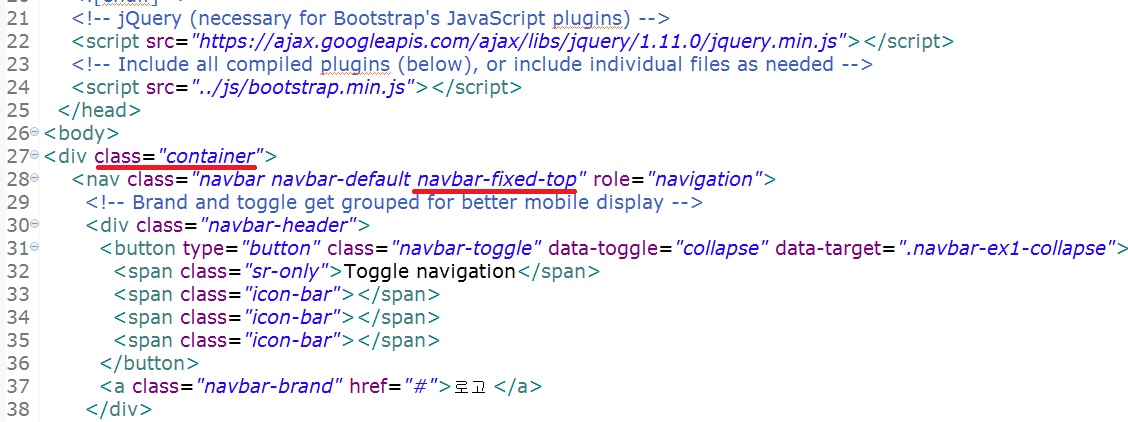 21 <!-- jQuery (necessary for Bootstrap's JavaScript plugins) -->
22 <script src="https://ajax.googleapis.com/ajax/libs/jquery/1.11.0/jquery.min.js"></script>
23 <!-- Include all compiled plugins (below), or include individual files as needed -->
24 <script src="../js/bootstrap.min.js"></script>
25 </head>
26 <body>
27 <div class="container">
28 <nav class="navbar navbar-default navbar-fixed-top" role="navigation">
29 <!-- Brand and toggle get grouped for better mobile display -->
30 <div class="navbar-header">
31 <button type="button" class="navbar-toggle" data-toggle="collapse" data-target=".navbar-ex1-collapse">
32 <span class="sr-only">Toggle navigation</span>
33 <span class="icon-bar"></span>
34 <span class="icon-bar"></span>
35 <span class="icon-bar"></span>
36 </button>
37 <a class="navbar-brand" href="#">로고 </a>
38 </div>